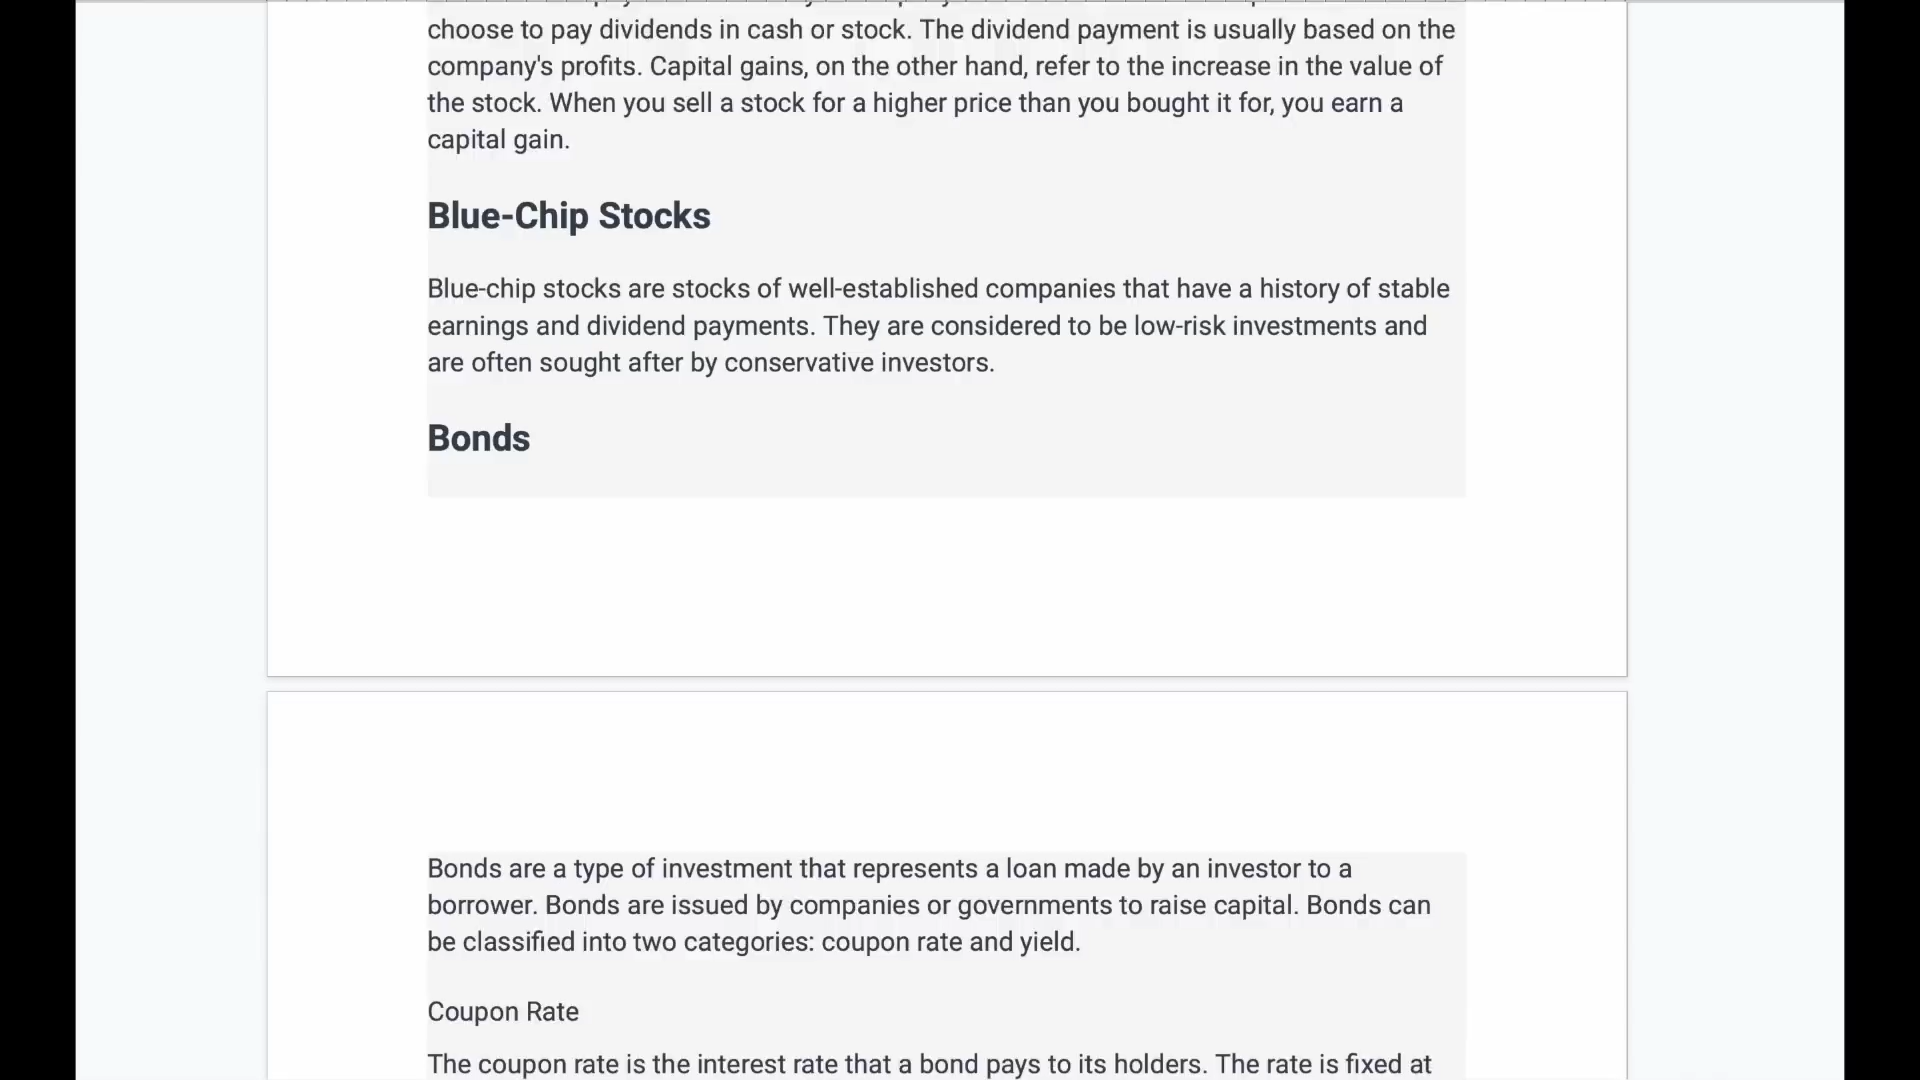 choose to pay dividends in cash or stock. The dividend payment is usually based on the
company's profits. Capital gains, on the other hand, refer to the increase in the value of
the stock. When you sell a stock for a higher price than you bought it for, you earn a
capital gain.
Blue-Chip Stocks
Blue-chip stocks are stocks of well-established companies that have a history of stable
earnings and dividend payments. They are considered to be low-risk investments and
are often sought after by conservative investors.
Bonds
Bonds are a type of investment that represents a loan made by an investor to a
borrower. Bonds are issued by companies or governments to raise capital. Bonds can
be classified into two categories: coupon rate and yield.
Coupon Rate
The coupon rate is the interest rate that a bond pays to its holders. The rate is fixed at